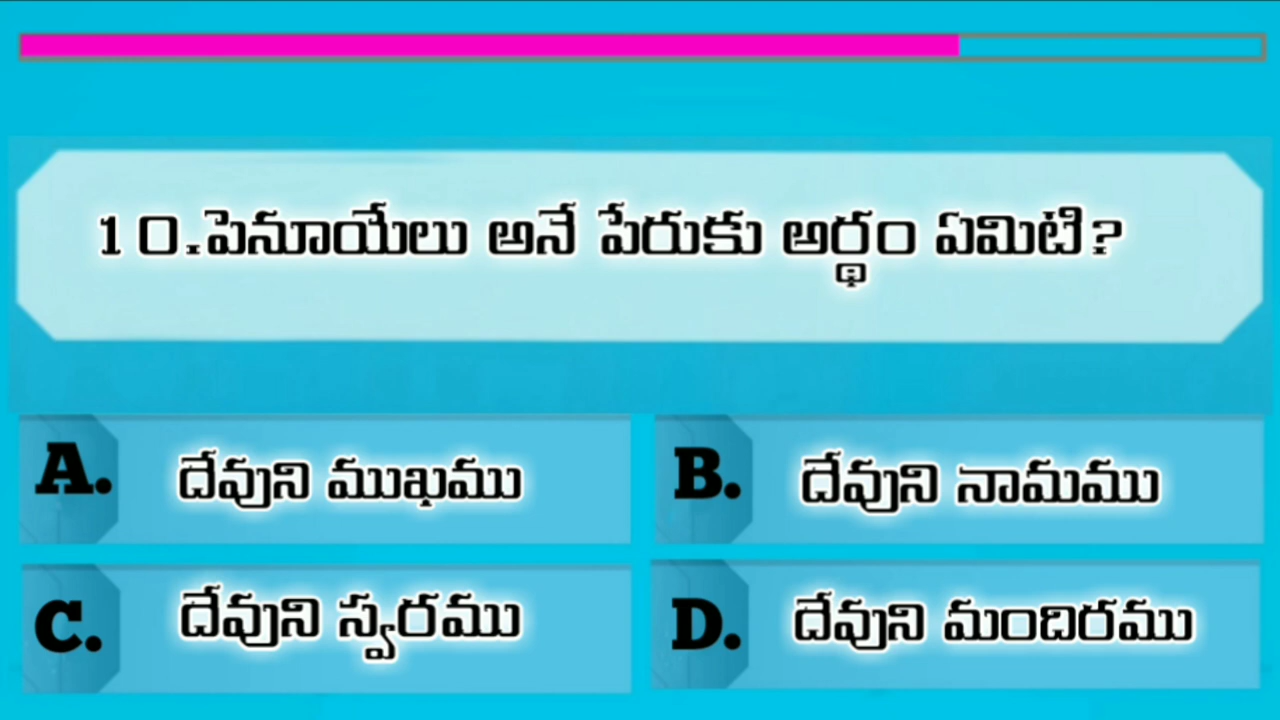 10.పెనూయేలు అనే పేరుకు అర్థం ఏమిటి?
A. దేవుని ముఖము
B. దేవుని నామము
C. దేవుని స్వరము
D. దేవుని మందిరము